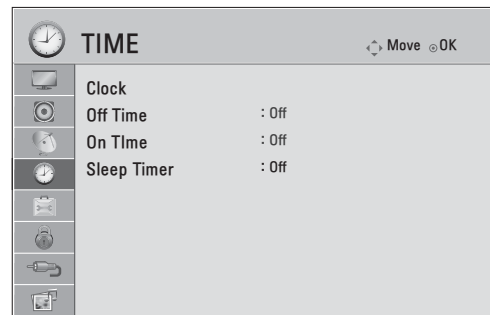 TIME
Move OK
Clock
Off Time : Off
On TIme : Off
Sleep Timer : Off